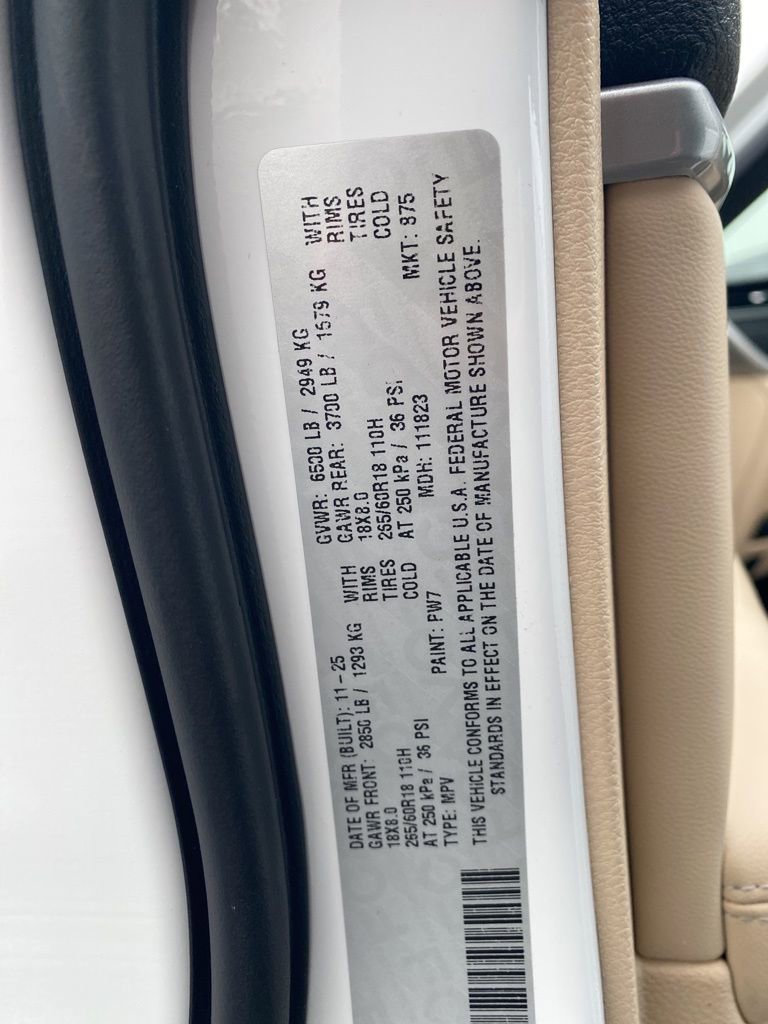 DATE OF MFR (BUILT): 11-25 GVWR: 6500 LB / 2949 KG
GAWR FRONT: 2850 LB / 1293 KG WITH GAWR REAR: 3700 LB / 1679 KG WITH
18X8.0 RIMS 18X8.0 RIMS
265/60R18 110H TIRES 265/60R18 110H TIRES
AT 250 kPa / 36 PSI COLD AT 250 kPa / 36 PSI COLD
TYPE: MPV PAINT: PW7 MDH: 111823 MKT: 875
THIS VEHICLE CONFORMS TO ALL APPLICABLE U.S.A. FEDERAL MOTOR VEHICLE SAFETY
STANDARDS IN EFFECT ON THE DATE OF MANUFACTURE SHOWN ABOVE.